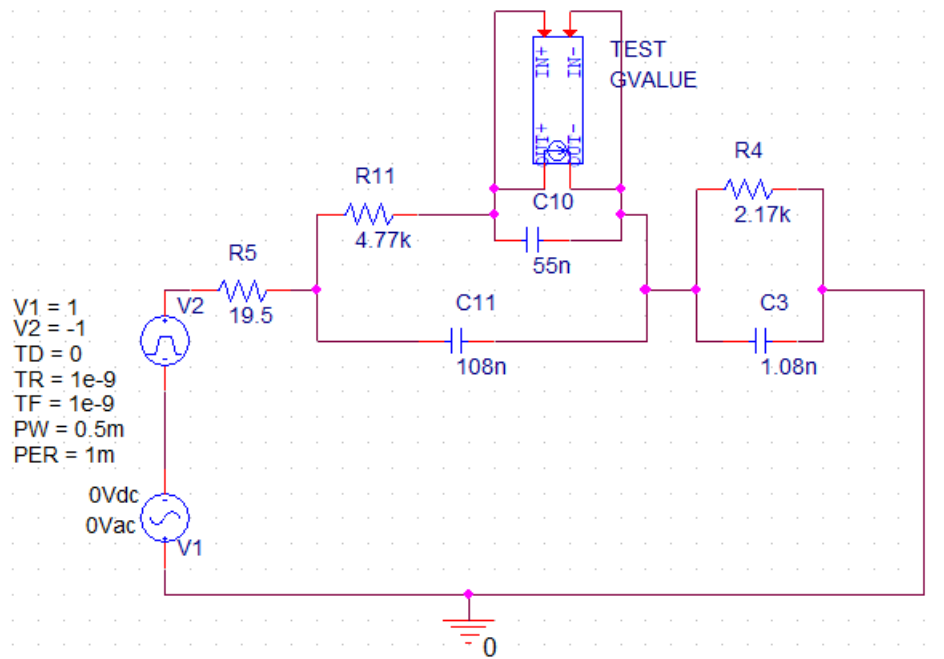 IN+
IN-
OUT+
OUT-
TEST
GVALUE
R11
4.77k
C10
55n
R4
2.17k
R5
19.5
C11
108n
C3
1.08n
V2
V1 = 1
V2 = -1
TD = 0
TR = 1e-9
TF = 1e-9
PW = 0.5m
PER = 1m
0Vdc
0Vac
V1
0